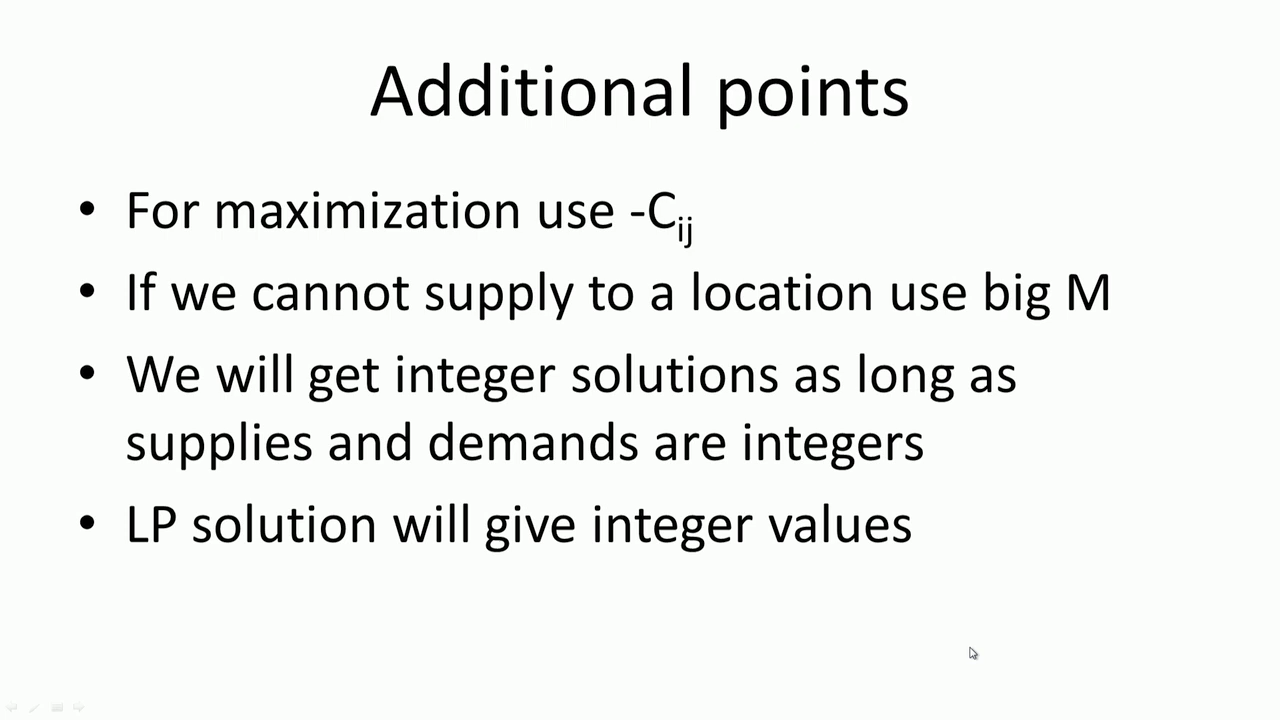 Additional points
• For maximization use -Cij
• If we cannot supply to a location use big M
• We will get integer solutions as long as
supplies and demands are integers
• LP solution will give integer values